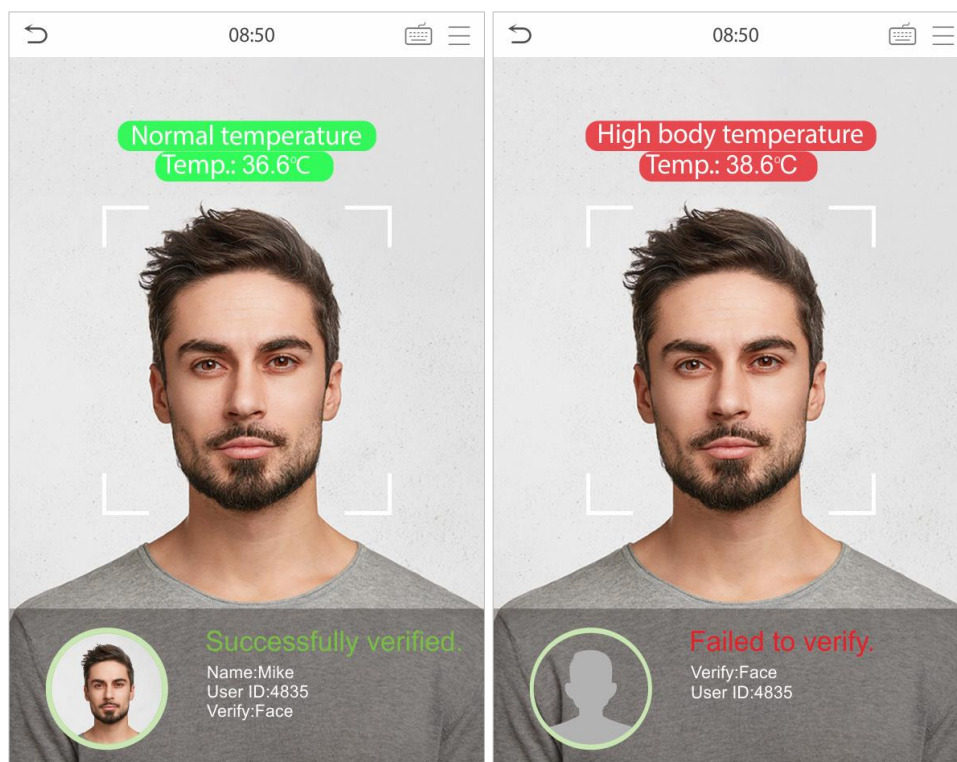 08:50
Normal temperature
Temp.: 36.6°C
Successfully verified.
Name:Mike
User ID:4835
Verify:Face
08:50
High body temperature
Temp.: 38.6°C
Failed to verify.
Verify:Face
User ID:4835